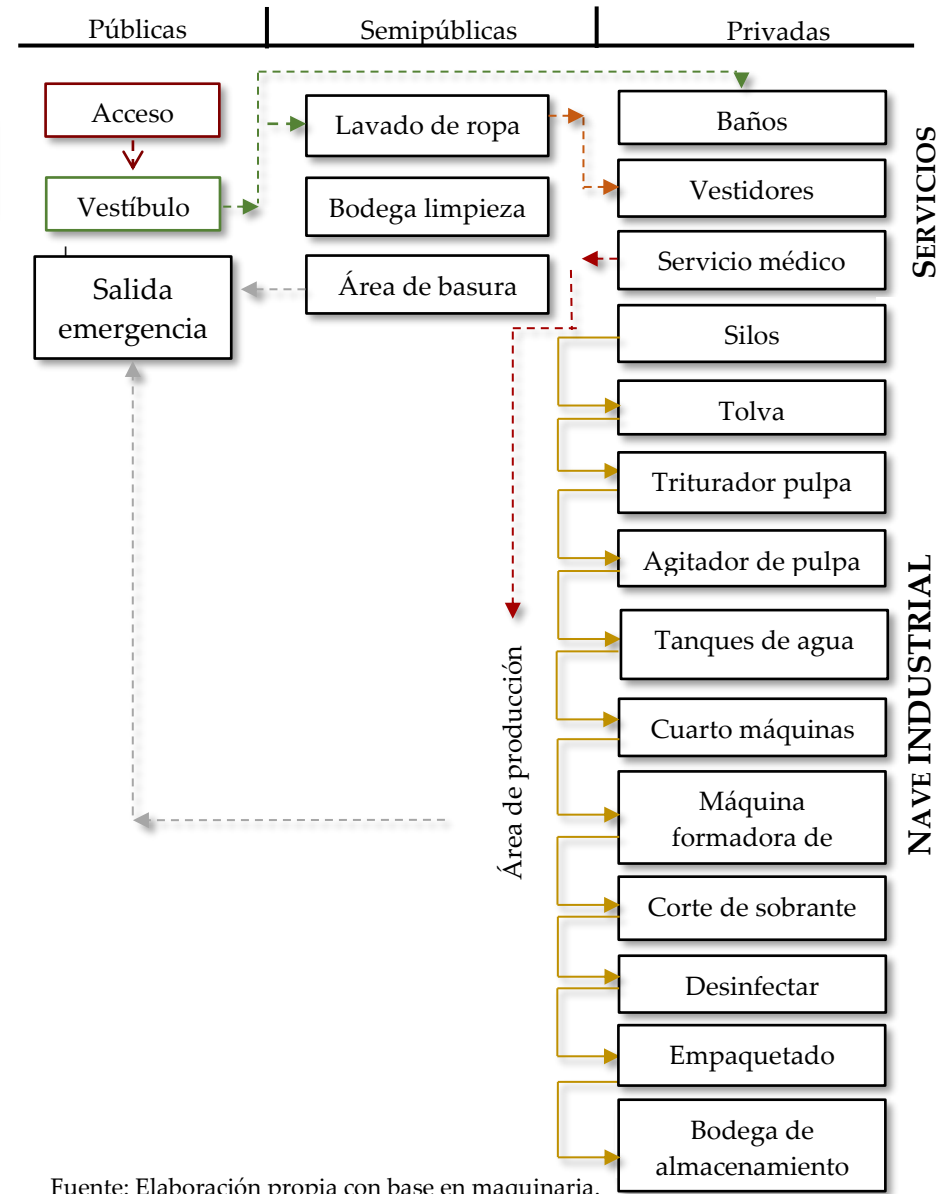 Públicas
Semipúblicas
Privadas
Acceso
Vestíbulo
Salida
emergencia
Lavado de ropa
Bodega limpieza
Área de basura
Baños
Vestidores
Servicio médico
SERVICIOS
Silos
Tolva
Triturador pulpa
Agitador de pulpa
Tanques de agua
Cuarto máquinas
Máquina
formadora de
Corte de sobrante
Desinfectar
Empaquetado
Bodega de
almacenamiento
NAVE INDUSTRIAL
Área de producción
Fuente: Elaboración propia con base en maquinaria.